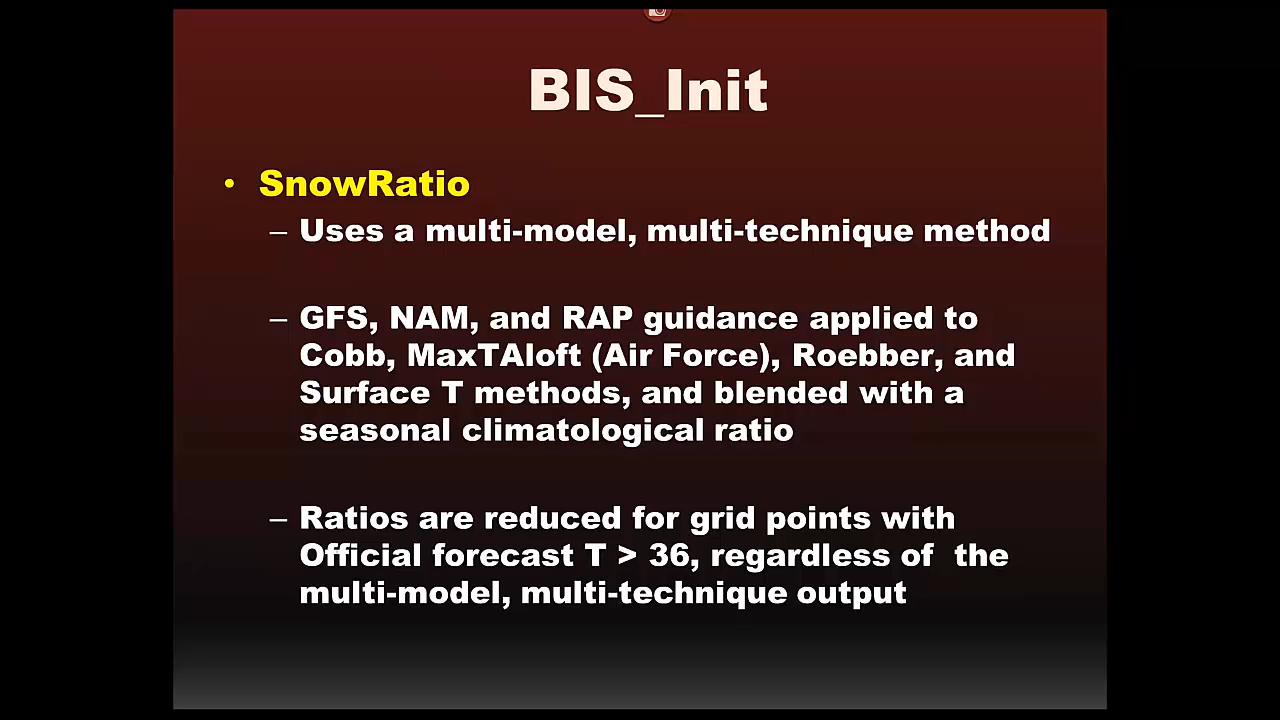 BIS_Init
• SnowRatio
– Uses a multi-model, multi-technique method
– GFS, NAM, and RAP guidance applied to
Cobb, MaxTAloft (Air Force), Roebber, and
Surface T methods, and blended with a
seasonal climatological ratio
– Ratios are reduced for grid points with
Official forecast T > 36, regardless of  the
multi-model, multi-technique output